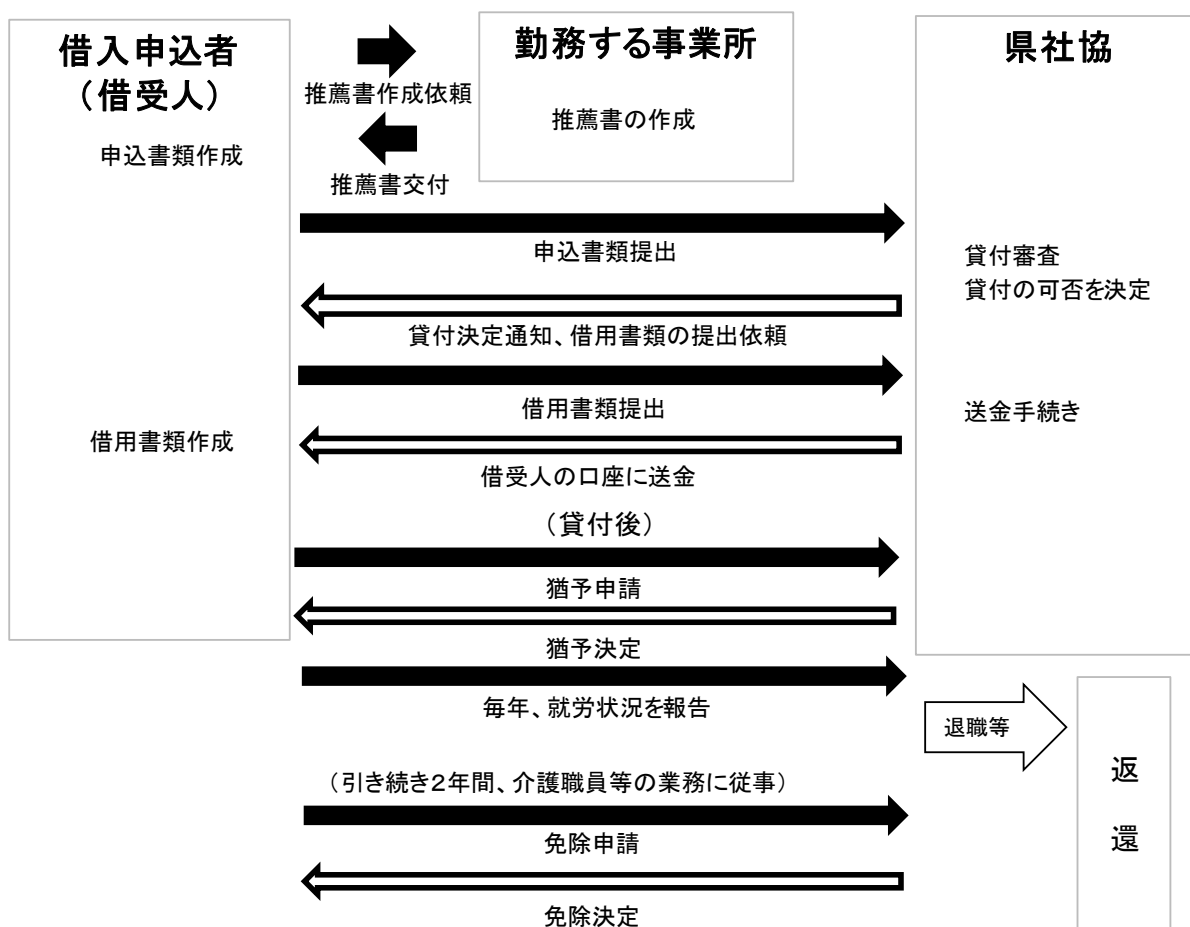 借入申込者
（借受人）
申込書類作成
借用書類作成
推薦書作成依頼
推薦書交付
勤務する事業所
推薦書の作成
県社協
貸付審査
貸付の可否を決定
送金手続き
申込書類提出
貸付決定通知、借用書類の提出依頼
借用書類提出
借受人の口座に送金
（貸付後）
猶予申請
猶予決定
毎年、就労状況を報告
退職等
返
還
（引き続き２年間、介護職員等の業務に従事）
免除申請
免除決定